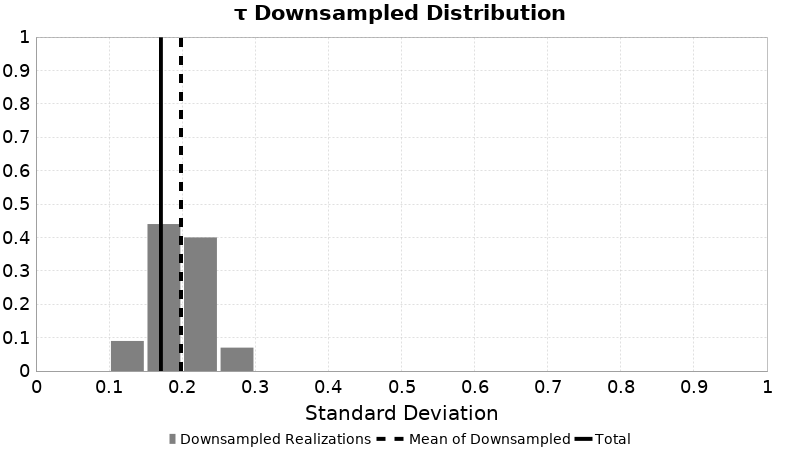 τ Downsampled Distribution
1
0.9
0.8
0.7
0.6
0.5
0.4
0.3
0.2
0.1
0
0 0.1 0.2 0.3 0.4 0.5 0.6 0.7 0.8 0.9 1
Standard Deviation
Downsampled Realizations Mean of Downsampled Total